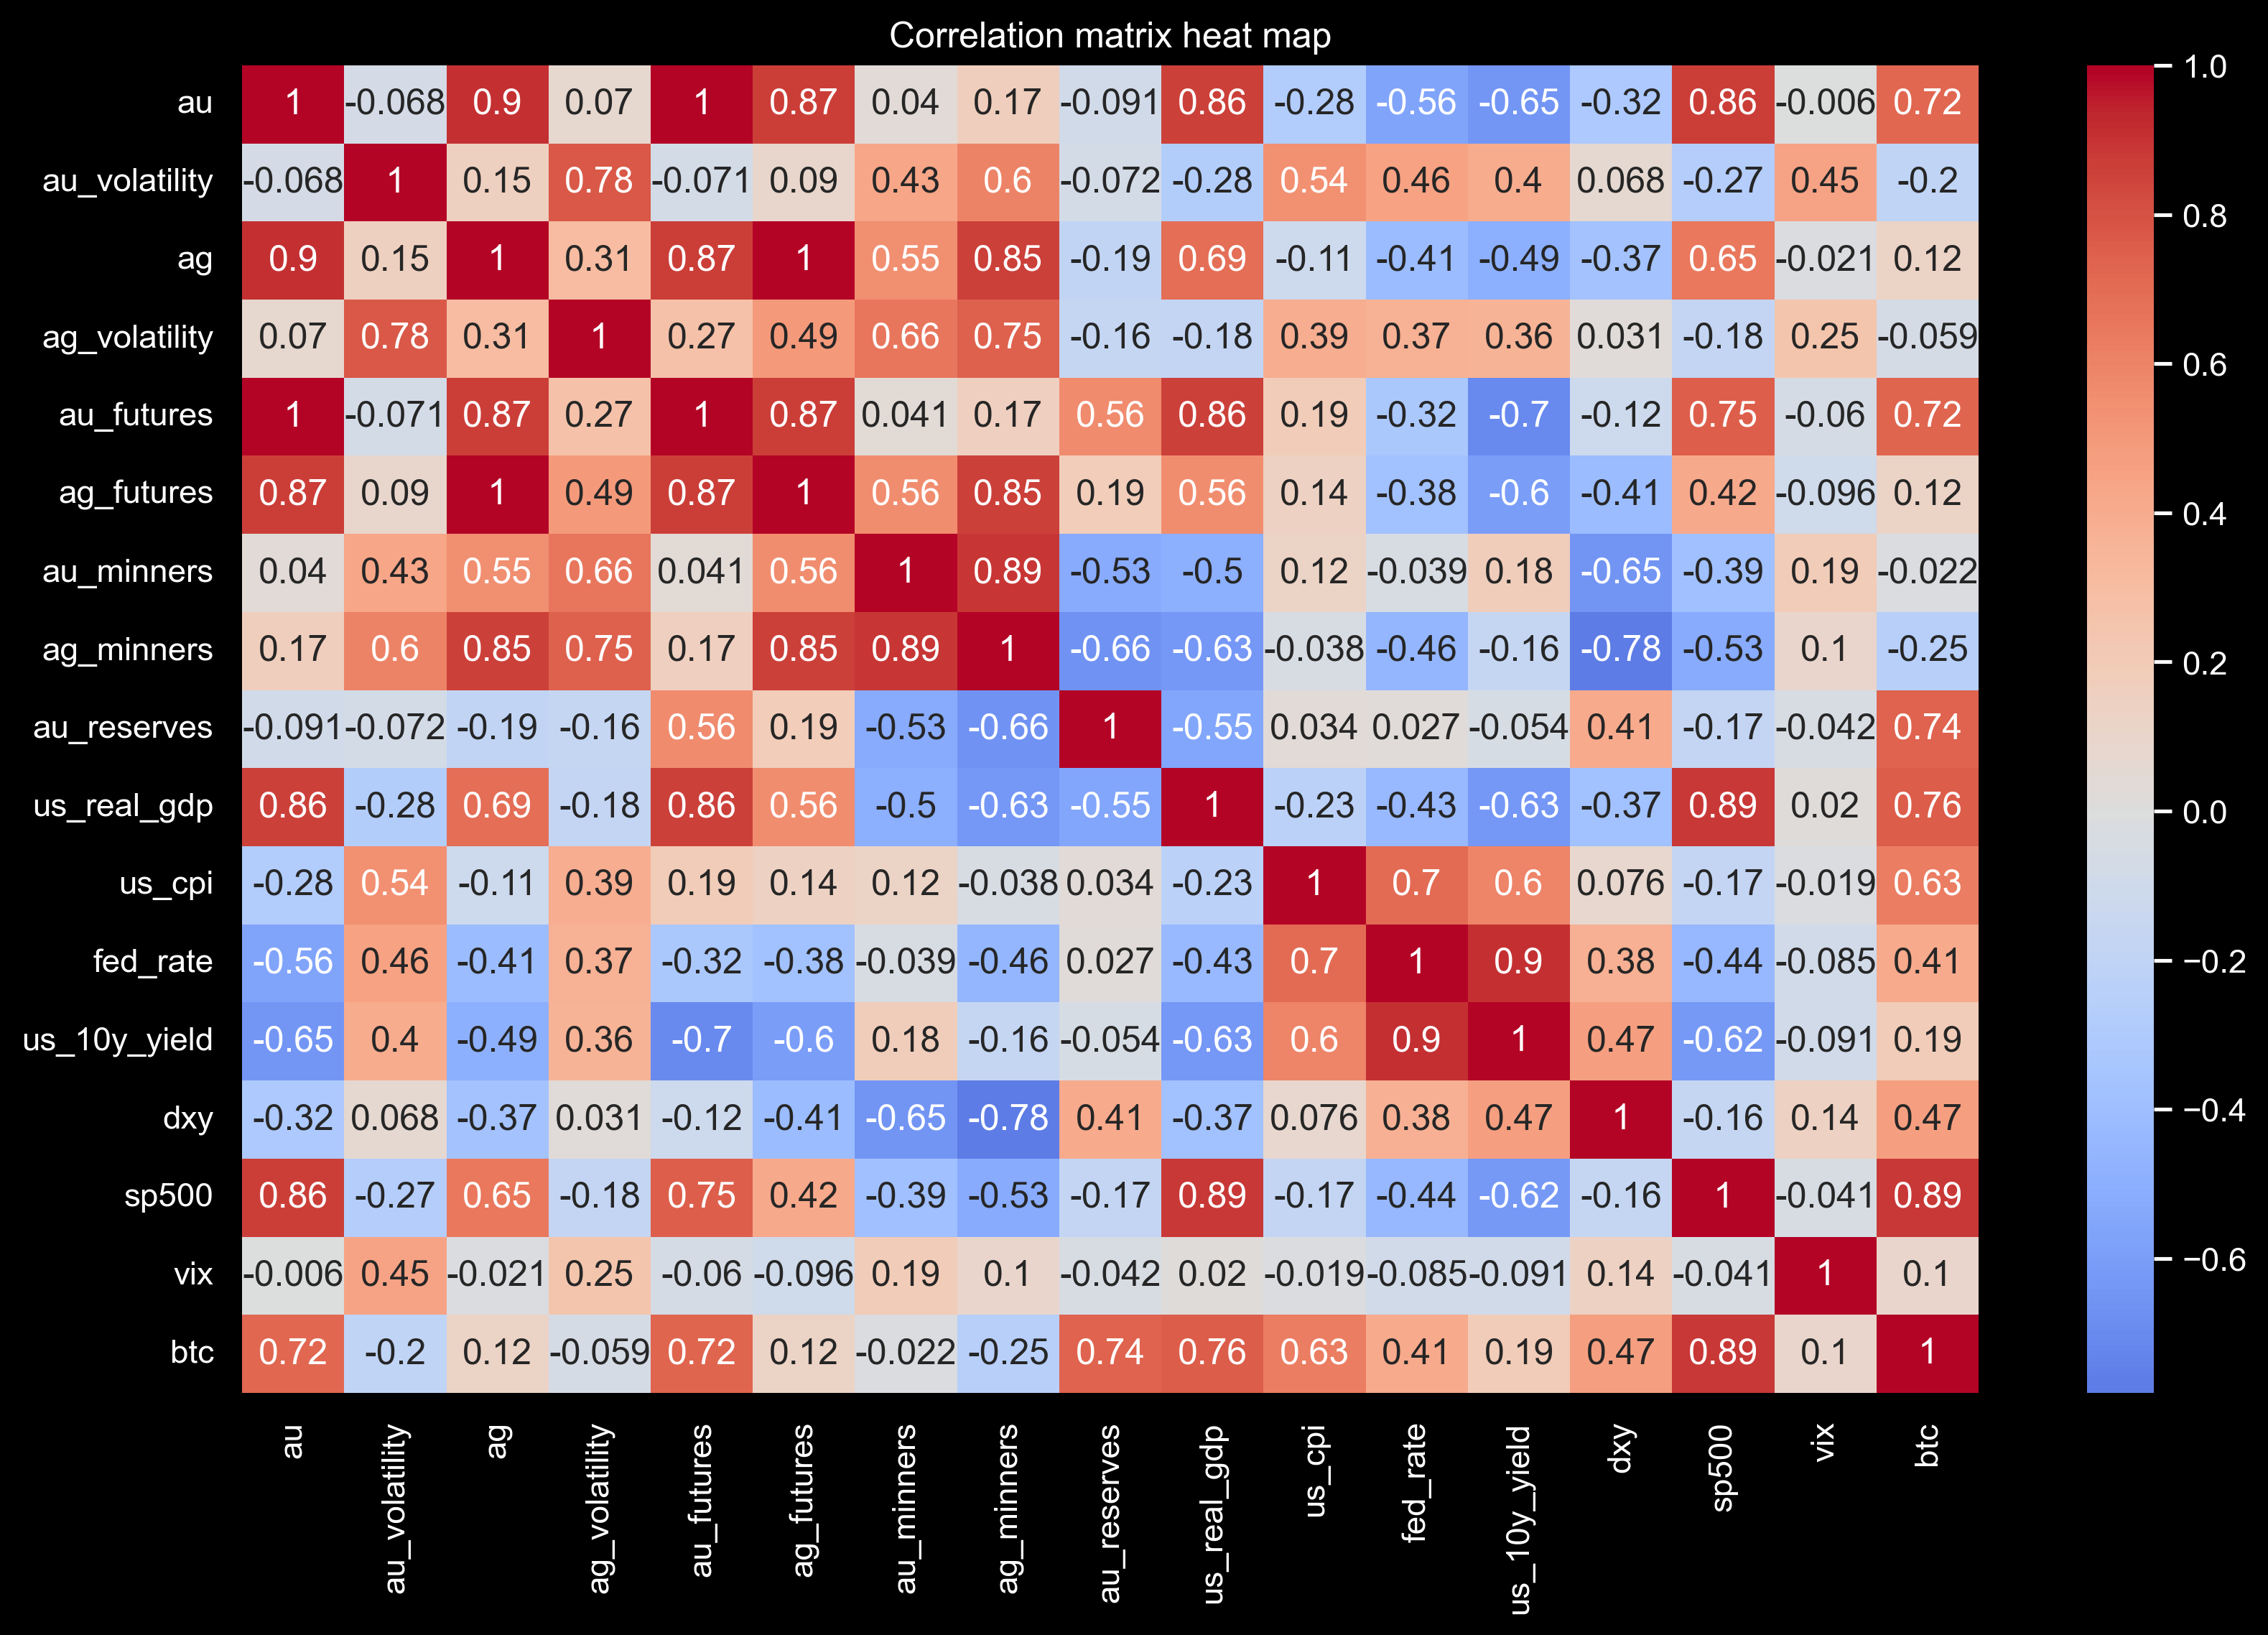 Correlation matrix heat map
au 1 -0.068 0.9 0.07 1 0.87 0.04 0.17 -0.091 0.86 -0.28 -0.56 -0.65 -0.32 0.86 -0.006 0.72
au_volatility -0.068 1 0.15 0.78 -0.071 0.09 0.43 0.6 -0.072 -0.28 0.54 0.46 0.4 0.068 -0.27 0.45 -0.2
ag 0.9 0.15 1 0.31 0.87 1 0.55 0.85 -0.19 0.69 -0.11 -0.41 -0.49 -0.37 0.65 -0.021 0.12
ag_volatility 0.07 0.78 0.31 1 0.27 0.49 0.66 0.75 -0.16 -0.18 0.39 0.37 0.36 0.031 -0.18 0.25 -0.059
au_futures 1 -0.071 0.87 0.27 1 0.87 0.041 0.17 0.56 0.86 0.19 -0.32 -0.7 -0.12 0.75 -0.06 0.72
ag_futures 0.87 0.09 1 0.49 0.87 1 0.56 0.85 0.19 0.56 0.14 -0.38 -0.6 -0.41 0.42 -0.096 0.12
au_minners 0.04 0.43 0.55 0.66 0.041 0.56 1 0.89 -0.53 -0.5 0.12 -0.039 0.18 -0.65 -0.39 0.19 -0.022
ag_minners 0.17 0.6 0.85 0.75 0.17 0.85 0.89 1 -0.66 -0.63 -0.038 -0.46 -0.16 -0.78 -0.53 0.1 -0.25
au_reserves -0.091 -0.072 -0.19 -0.16 0.56 0.19 -0.53 -0.66 1 -0.55 0.034 0.027 -0.054 0.41 -0.17 -0.042 0.74
us_real_gdp 0.86 -0.28 0.69 -0.18 0.86 0.56 -0.5 -0.63 -0.55 1 -0.23 -0.43 -0.63 -0.37 0.89 0.02 0.76
us_cpi -0.28 0.54 -0.11 0.39 0.19 0.14 0.12 -0.038 0.034 -0.23 1 0.7 0.6 0.076 -0.17 -0.019 0.63
fed_rate -0.56 0.46 -0.41 0.37 -0.32 -0.38 -0.039 -0.46 0.027 -0.43 0.7 1 0.9 0.38 -0.44 -0.085 0.41
us_10y_yield -0.65 0.4 -0.49 0.36 -0.7 -0.6 0.18 -0.16 -0.054 -0.63 0.6 0.9 1 0.47 -0.62 -0.091 0.19
dxy -0.32 0.068 -0.37 0.031 -0.12 -0.41 -0.65 -0.78 0.41 -0.37 0.076 0.38 0.47 1 -0.16 0.14 0.47
sp500 0.86 -0.27 0.65 -0.18 0.75 0.42 -0.39 -0.53 -0.17 0.89 -0.17 -0.44 -0.62 -0.16 1 -0.041 0.89
vix -0.006 0.45 -0.021 0.25 -0.06 -0.096 0.19 0.1 -0.042 0.02 -0.019 -0.085 -0.091 0.14 -0.041 1 0.1
btc 0.72 -0.2 0.12 -0.059 0.72 0.12 -0.022 -0.25 0.74 0.76 0.63 0.41 0.19 0.47 0.89 0.1 1
au au_volatility ag ag_volatility au_futures ag_futures au_minners ag_minners au_reserves us_real_gdp us_cpi fed_rate us_10y_yield dxy sp500 vix btc
1.0
0.8
0.6
0.4
0.2
0.0
−0.2
−0.4
−0.6